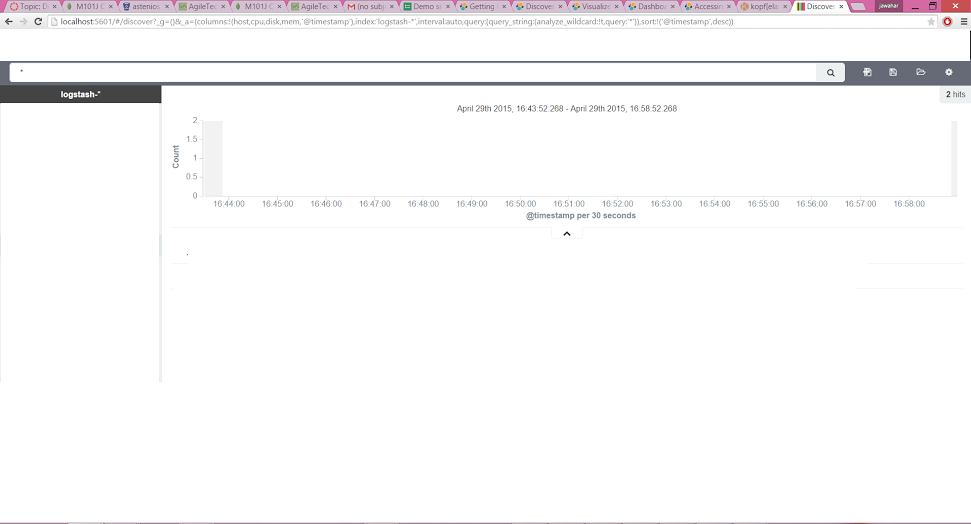 Topic: D M101J C astenios AgileTec M101J C AgileTec (no subj Demo s Getting Discover Visualiz Dashbo Accessin kopf[ela Discove jawahar
localhost:5601/#/discover?_g=()&_a=(columns:!(host,cpu,disk,mem,'@timestamp'),index:'logstash-*',interval:auto,query:(query_string:(analyze_wildcard:!t,query:'*')),sort:!('@timestamp',desc))
*
logstash-*
2 hits
April 29th 2015, 16:43:52.268 - April 29th 2015, 16:58:52.268
Count
2
1.5
1
0.5
0
16:44:00 16:45:00 16:46:00 16:47:00 16:48:00 16:49:00 16:50:00 16:51:00 16:52:00 16:53:00 16:54:00 16:55:00 16:56:00 16:57:00 16:58:00
@timestamp per 30 seconds